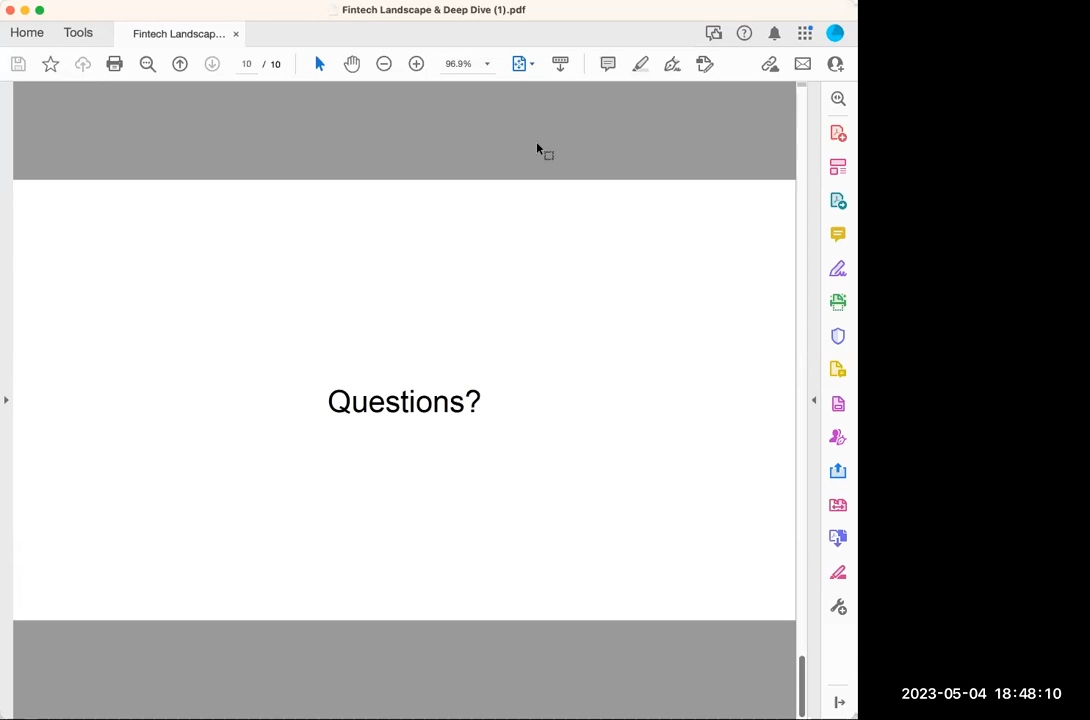 Fintech Landscape & Deep Dive (1).pdf
Home
Tools
Fintech Landscap... ×
10 / 10
96.9%
Questions?
2023-05-04 18:48:10